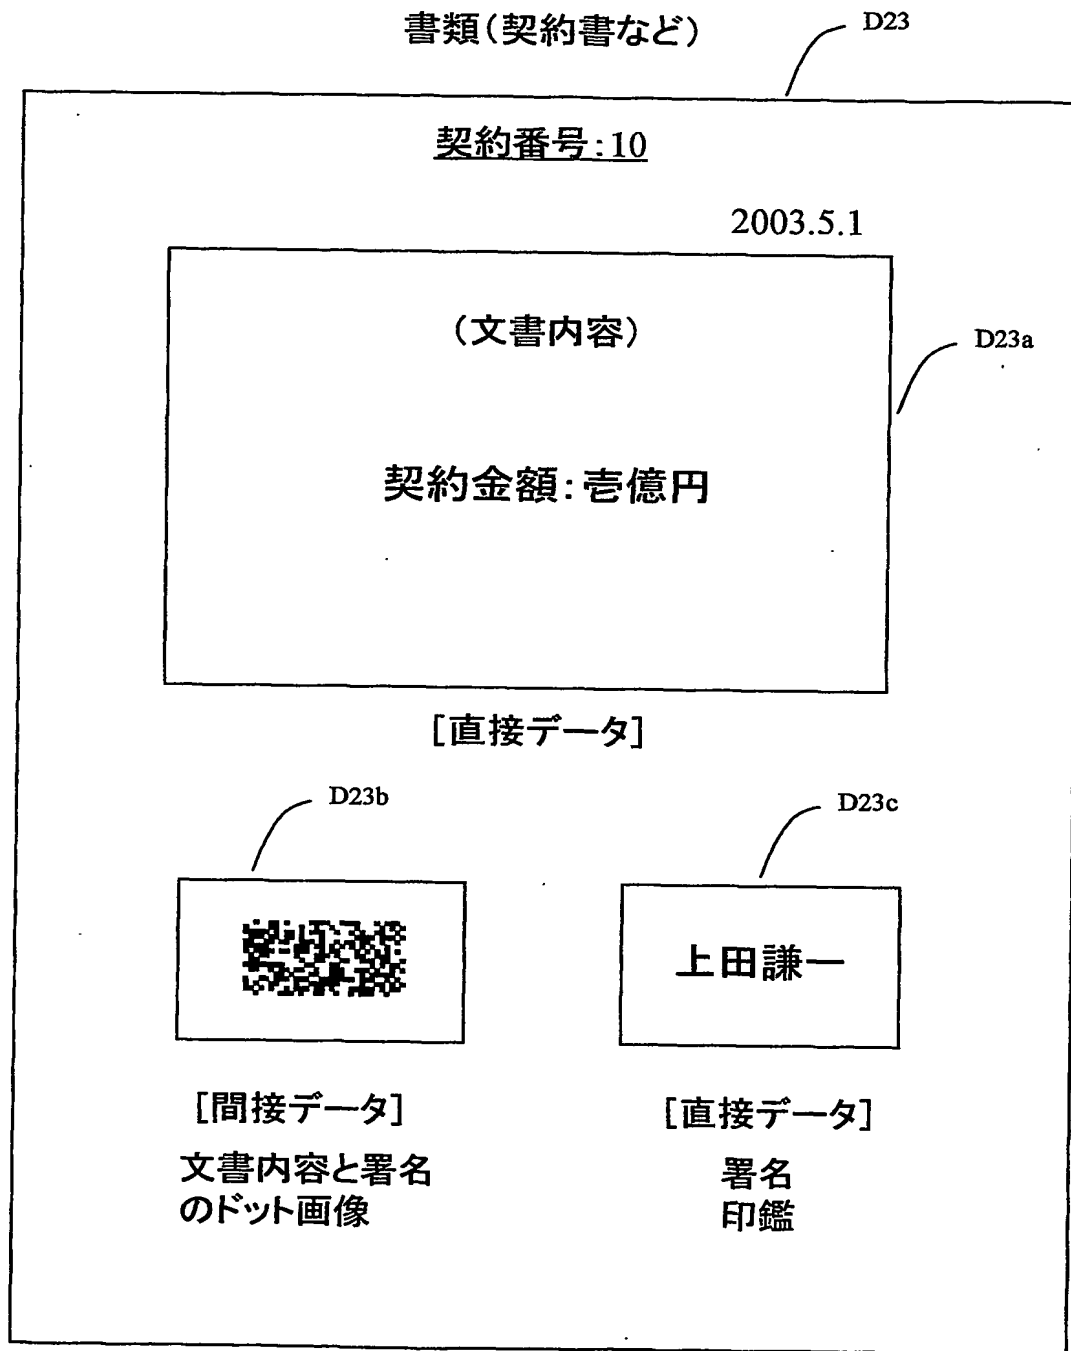 書類(契約書など)
D23
契約番号:10
2003.5.1
(文書内容)
D23a
契約金額:壱億円
[直接データ]
D23b
D23c
上田謙一
[間接データ]
文書内容と署名
のドット画像
[直接データ]
署名
印鑑